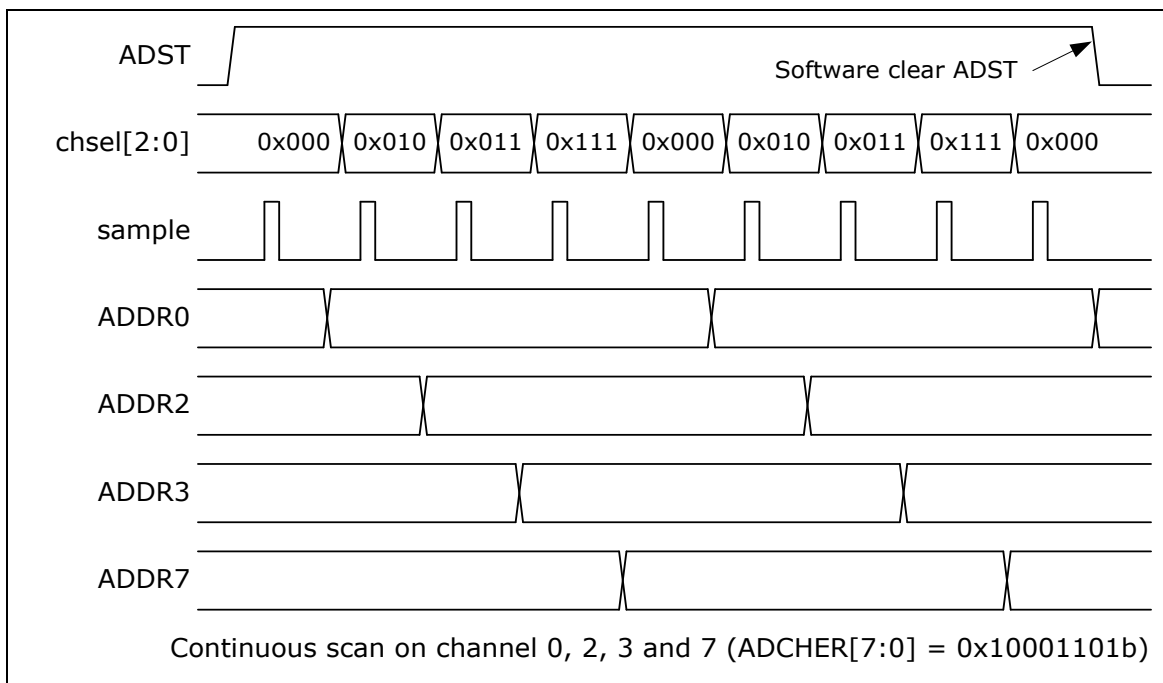 ADST
Software clear ADST
chsel[2:0] 0x000 0x010 0x011 0x111 0x000 0x010 0x011 0x111 0x000
sample
ADDR0
ADDR2
ADDR3
ADDR7
Continuous scan on channel 0, 2, 3 and 7 (ADCHER[7:0] = 0x10001101b)